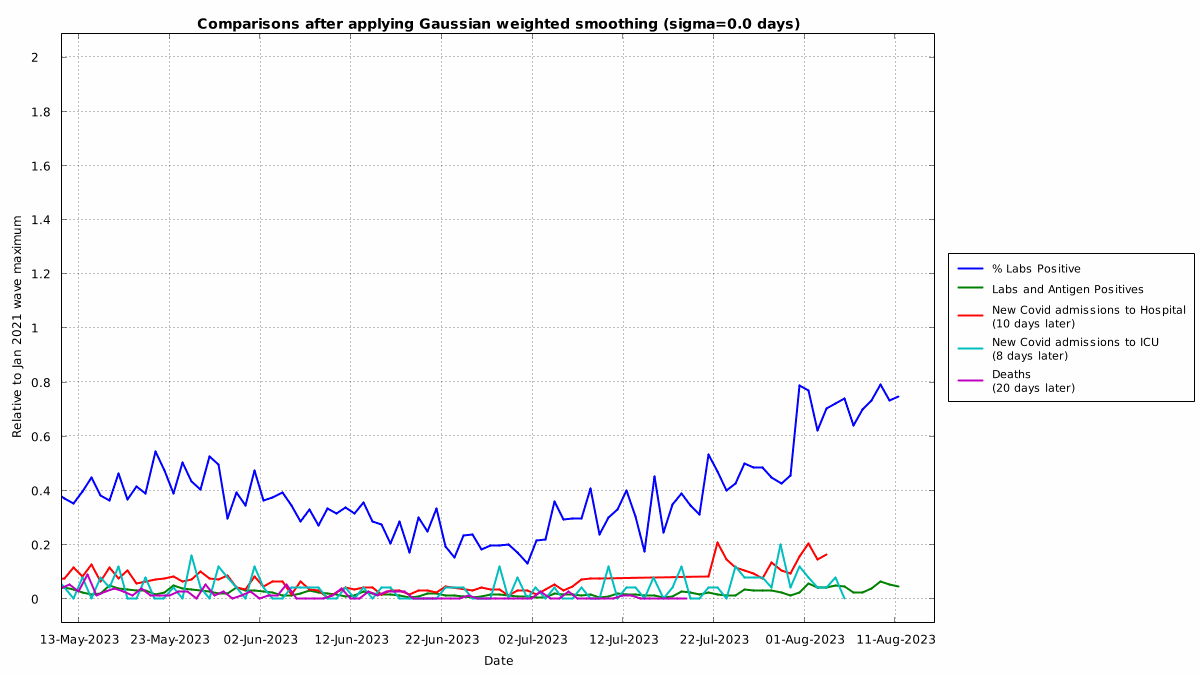 Comparisons after applying Gaussian weighted smoothing (sigma=0.0 days)
Relative to Jan 2021 wave maximum
2
1.8
1.6
1.4
1.2
1
0.8
0.6
0.4
0.2
0
13-May-2023 23-May-2023 02-Jun-2023 12-Jun-2023 22-Jun-2023 02-Jul-2023 12-Jul-2023 22-Jul-2023 01-Aug-2023 11-Aug-2023
Date
% Labs Positive
Labs and Antigen Positives
New Covid admissions to Hospital
(10 days later)
New Covid admissions to ICU
(8 days later)
Deaths
(20 days later)